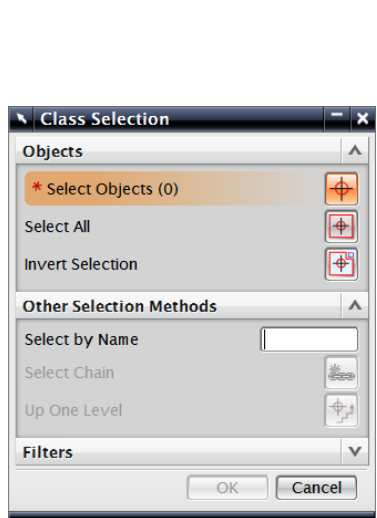 Class Selection
Objects
* Select Objects (0)
Select All
Invert Selection
Other Selection Methods
Select by Name
Select Chain
Up One Level
Filters
OK Cancel